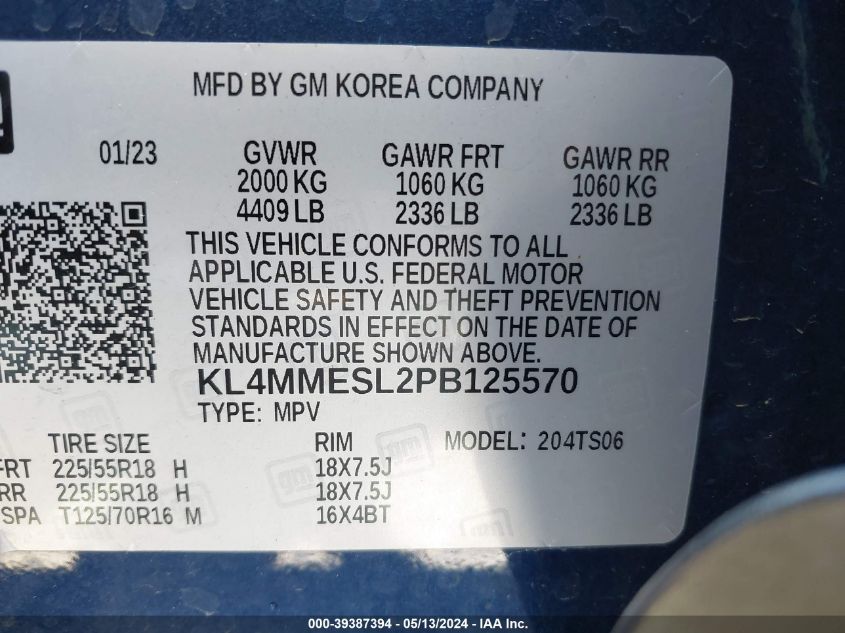 MFD BY GM KOREA COMPANY
01/23 GVWR GAWR FRT GAWR RR
2000 KG 1060 KG 1060 KG
4409 LB 2336 LB 2336 LB
THIS VEHICLE CONFORMS TO ALL
APPLICABLE U.S. FEDERAL MOTOR
VEHICLE SAFETY AND THEFT PREVENTION
STANDARDS IN EFFECT ON THE DATE OF
MANUFACTURE SHOWN ABOVE.
KL4MMESL2PB125570
TYPE: MPV
TIRE SIZE RIM MODEL: 204TS06
FRT 225/55R18 H 18X7.5J
RR 225/55R18 H 18X7.5J
SPA T125/70R16 M 16X4BT
000-39387394 - 05/13/2024 - IAA Inc.